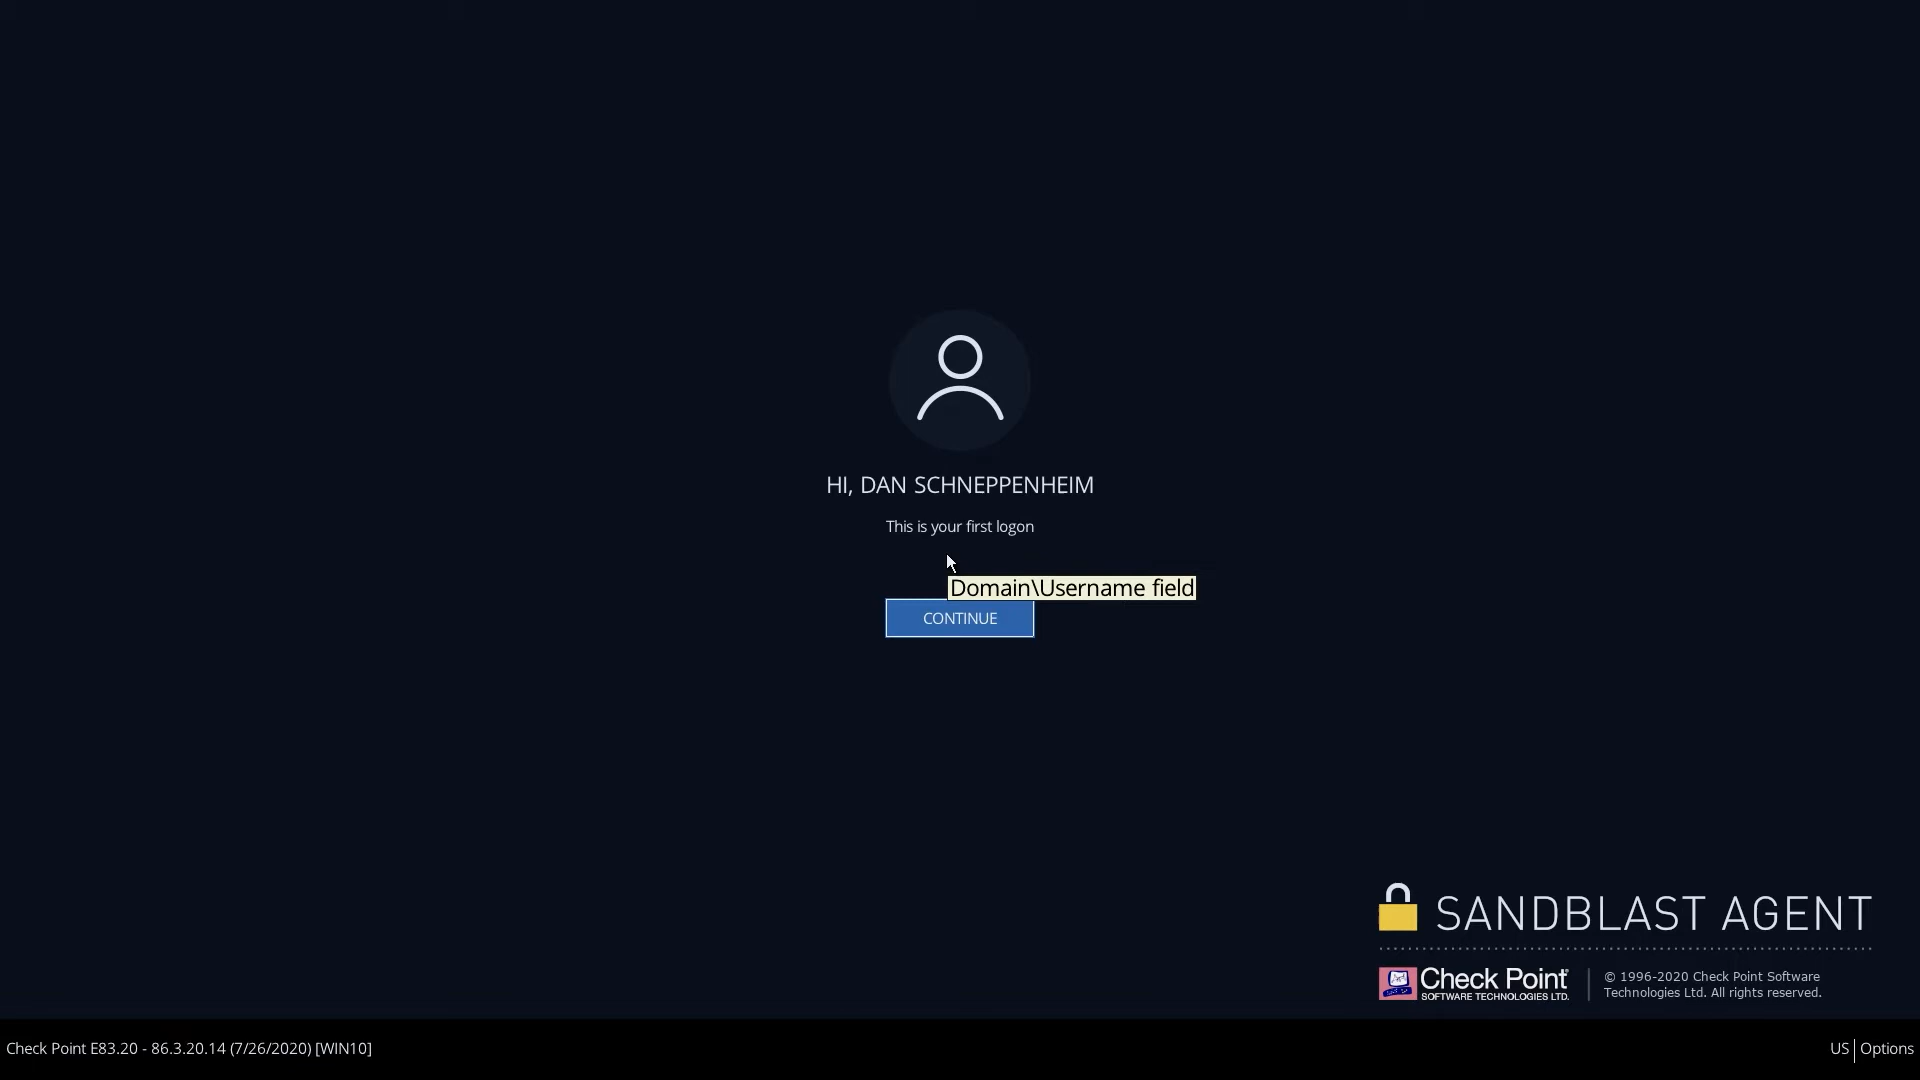 HI, DAN SCHNEPPENHEIM
This is your first logon
Domain\Username field
CONTINUE
SANDBLAST AGENT
Check Point
SOFTWARE TECHNOLOGIES LTD.
© 1996-2020 Check Point Software
Technologies Ltd. All rights reserved.
Check Point E83.20 - 86.3.20.14 (7/26/2020) [WIN10]
US Options